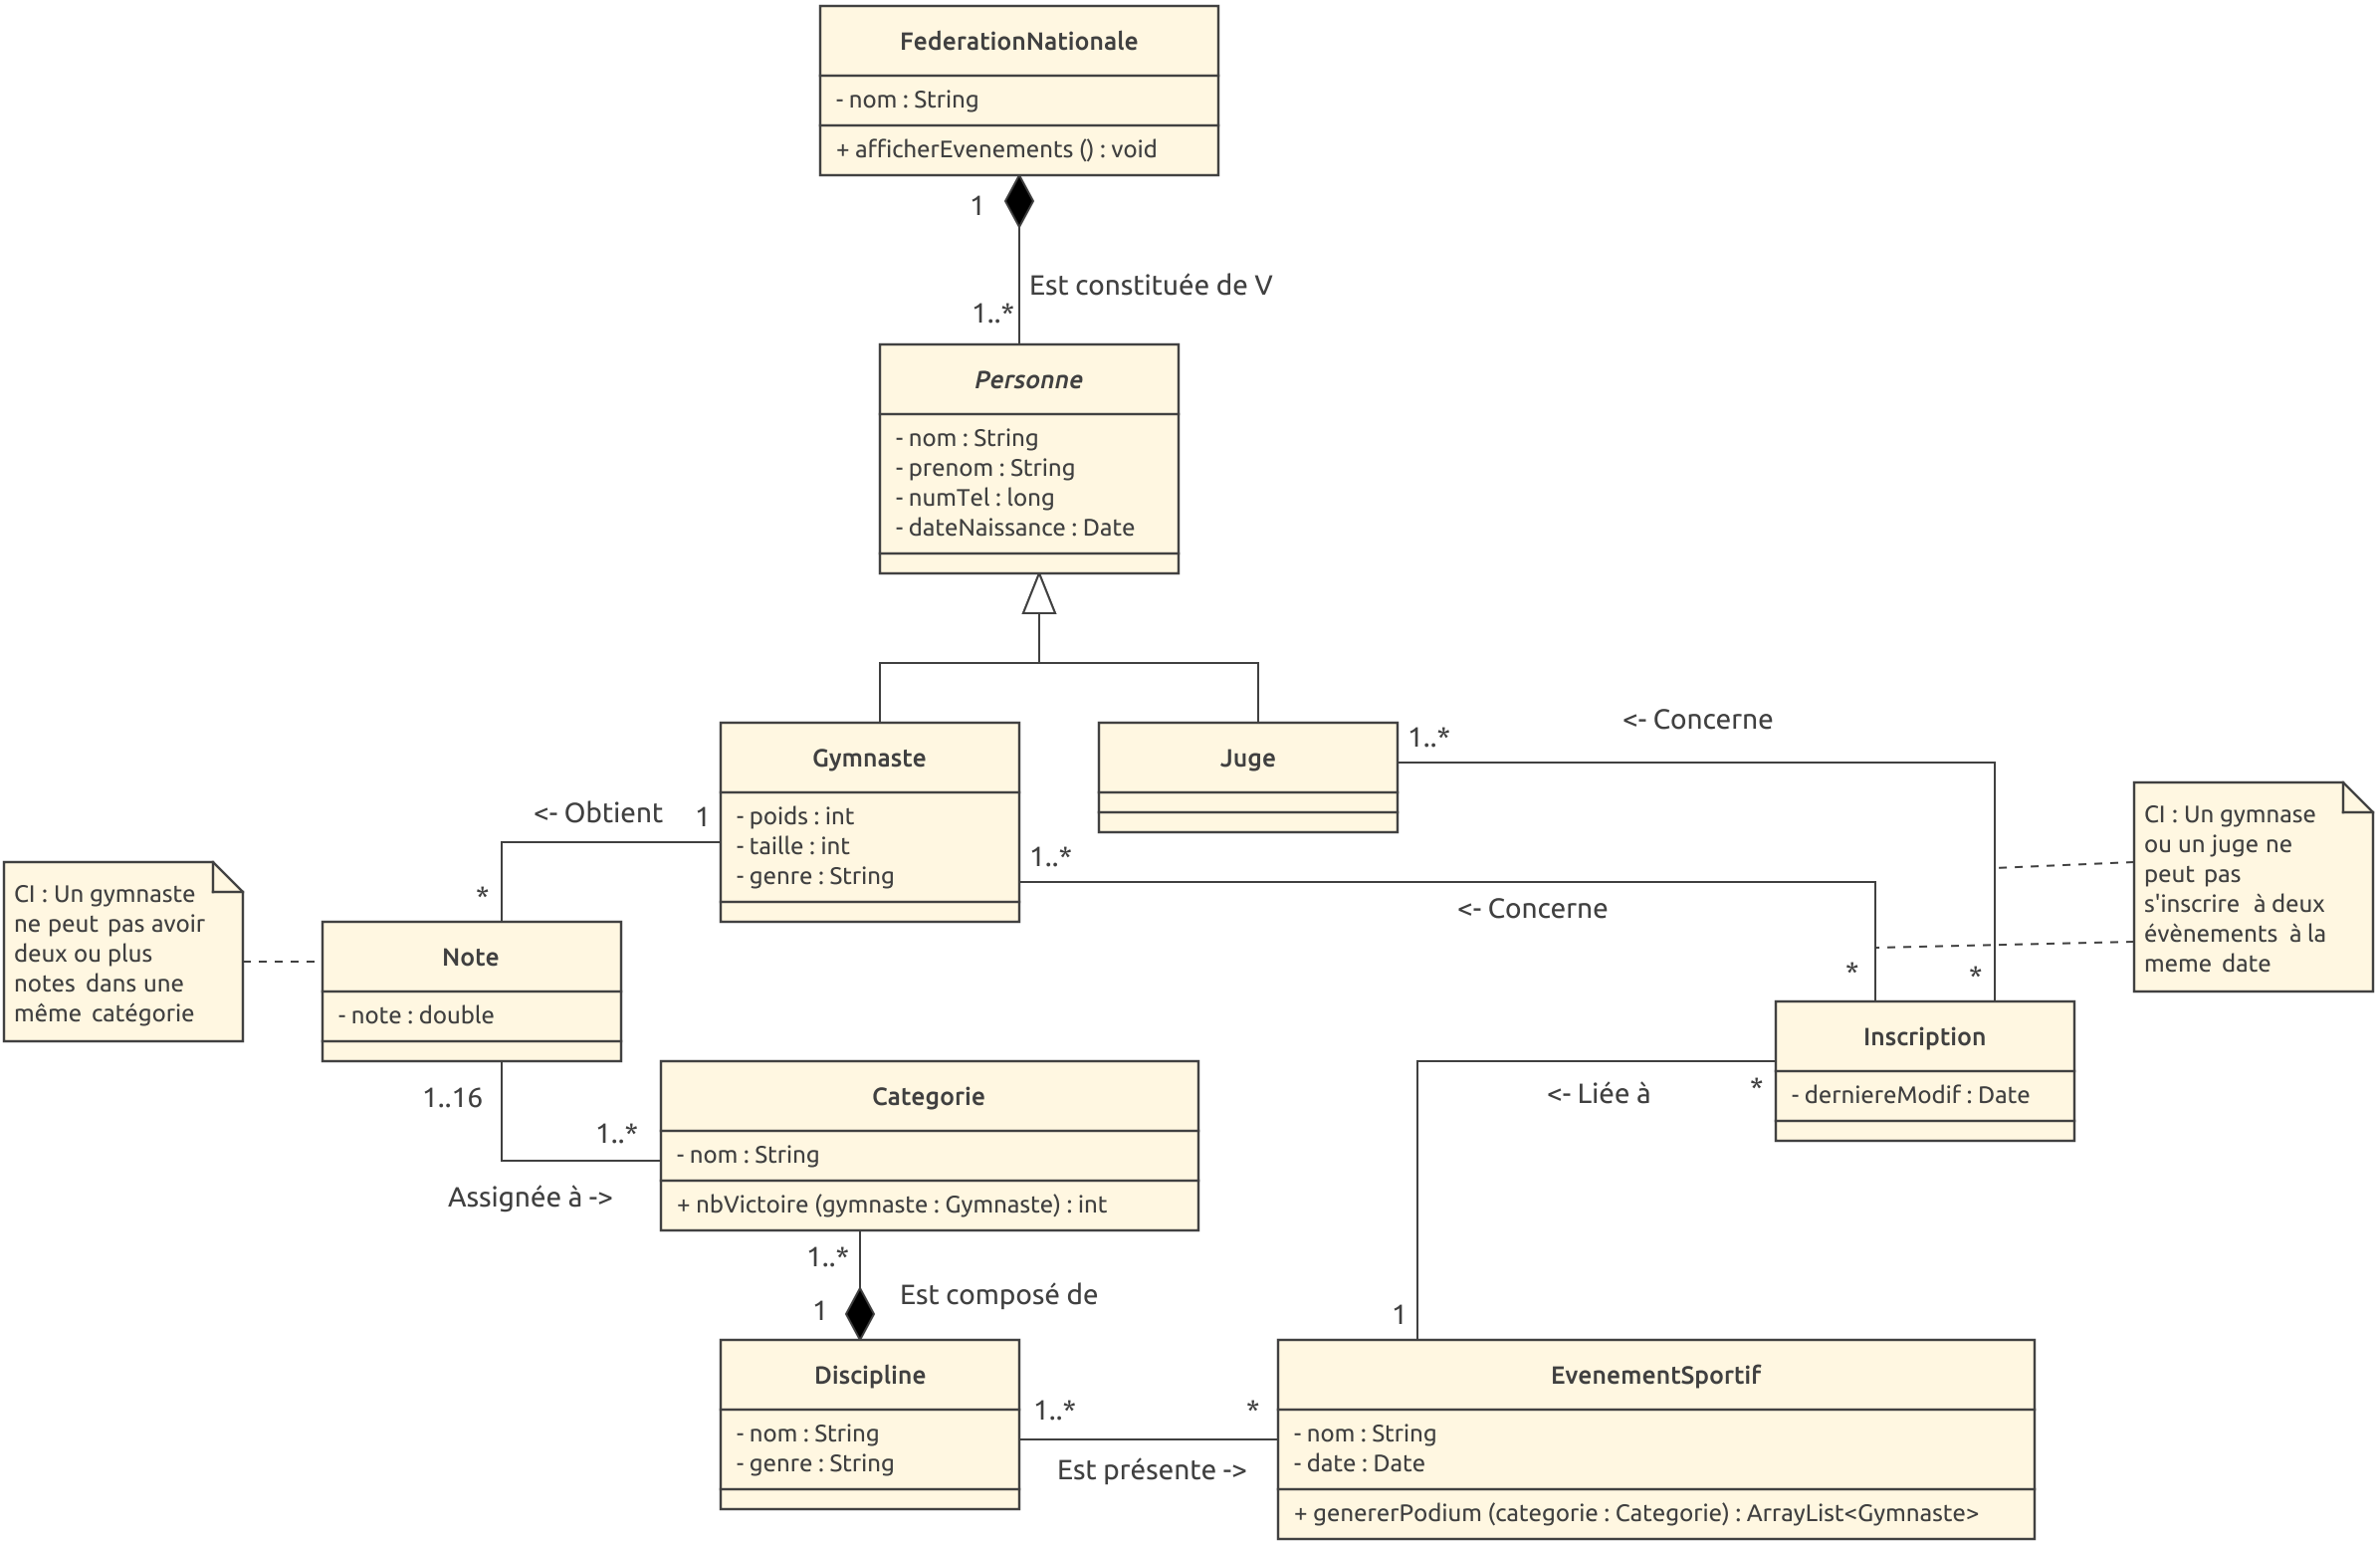 FederationNationale
- nom : String
+ afficherEvenements () : void
1
Est constituée de V
1..*
Personne
- nom : String
- prenom : String
- numTel : long
- dateNaissance : Date
Gymnaste
- poids : int
- taille : int
- genre : String
Juge
1..*
<- Concerne
<- Obtient
1
1..*
<- Concerne
CI : Un gymnase
ou un juge ne
peut pas
s'inscrire à deux
évènements à la
meme date
CI : Un gymnaste
ne peut pas avoir
deux ou plus
notes dans une
même catégorie
*
Note
- note : double
*
*
Inscription
- derniereModif : Date
1..16
1..*
Assignée à ->
Categorie
- nom : String
+ nbVictoire (gymnaste : Gymnaste) : int
<- Liée à
*
1..*
1
Est composé de
1
Discipline
- nom : String
- genre : String
1..*
*
Est présente ->
EvenementSportif
- nom : String
- date : Date
+ genererPodium (categorie : Categorie) : ArrayList<Gymnaste>